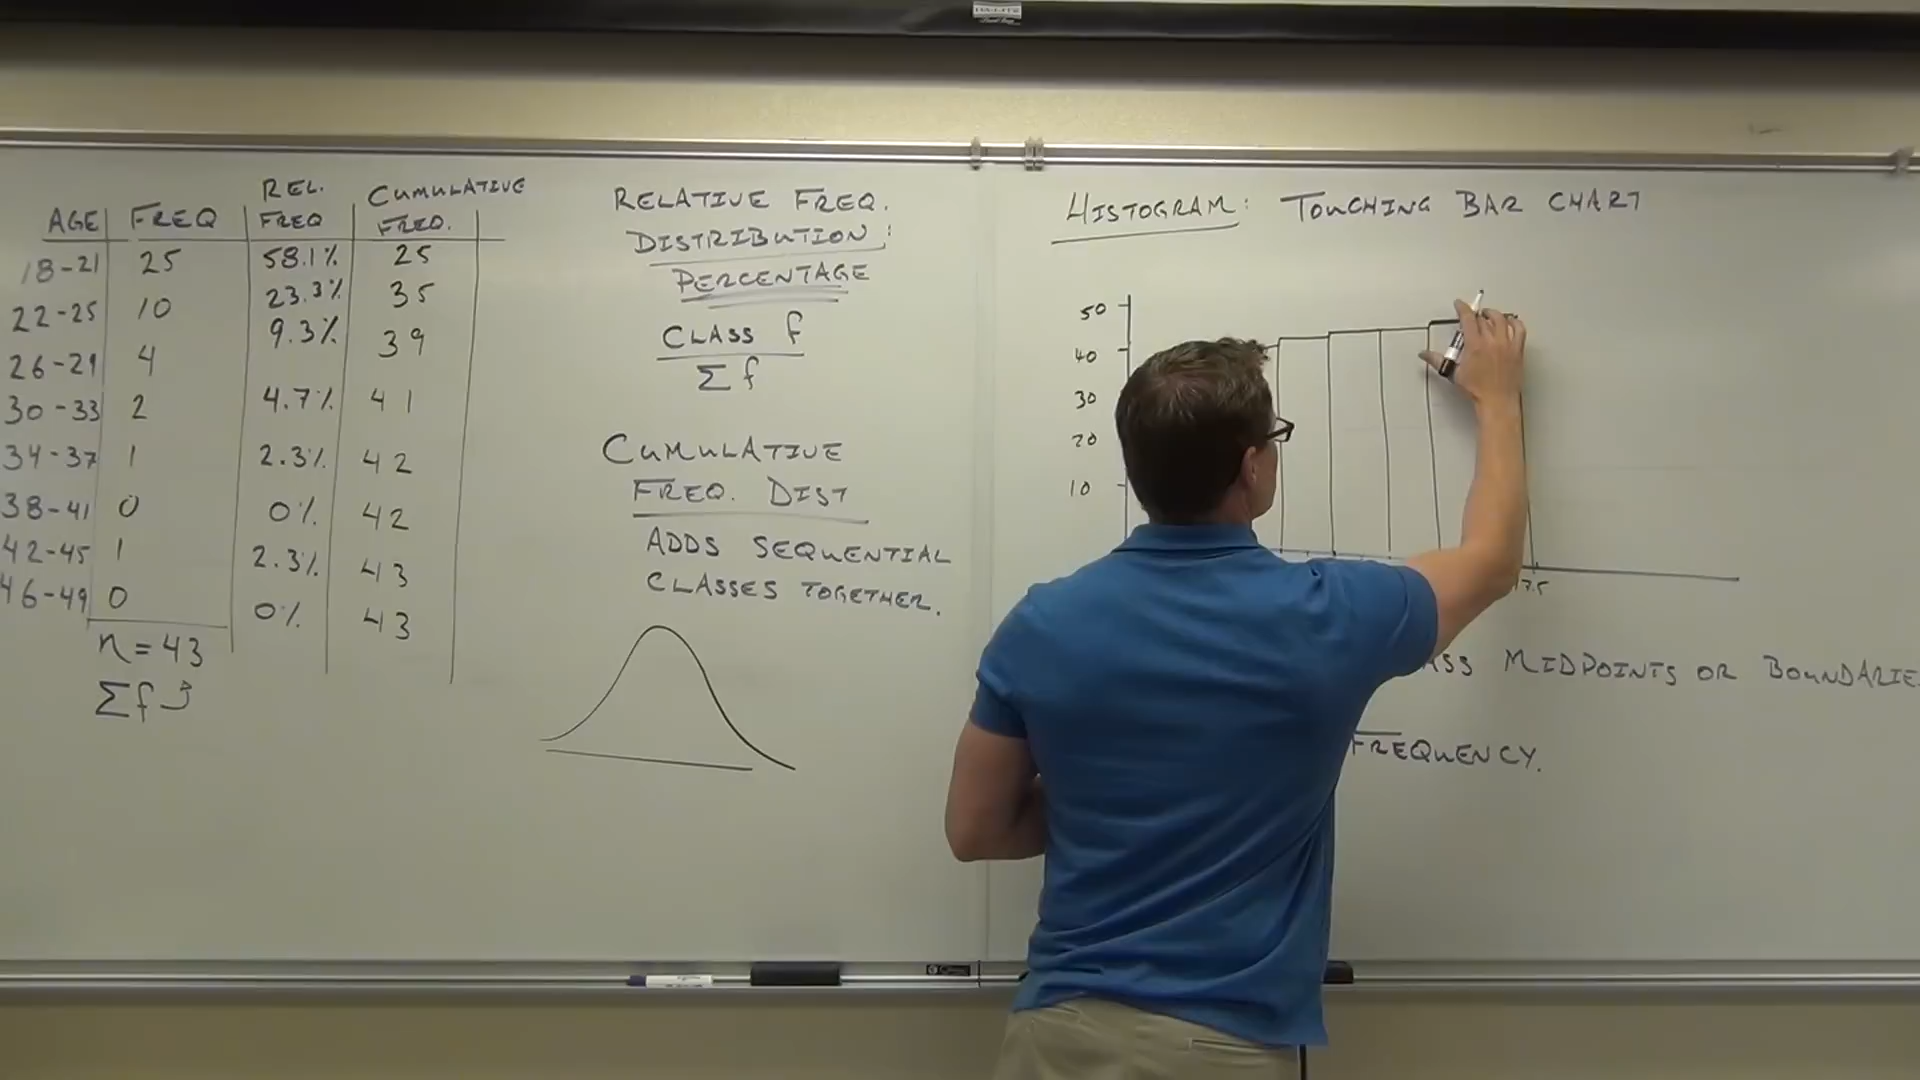 AGE FREQ REL. FREQ CUMULATIVE FREQ.
18-21 25 58.1% 25
22-25 10 23.3% 35
26-29 4 9.3% 39
30-33 2 4.7% 41
34-37 1 2.3% 42
38-41 0 0% 42
42-45 1 2.3% 43
46-49 0 0% 43
n = 43
Σf
RELATIVE FREQ.
DISTRIBUTION:
PERCENTAGE
CLASS f
Σ f
CUMULATIVE
FREQ. DIST
ADDS SEQUENTIAL
CLASSES TOGETHER.
HISTOGRAM: TOUCHING BAR CHART
50
40
30
20
10
7.5
ASS MIDPOINTS OR BOUNDARIES
FREQUENCY.